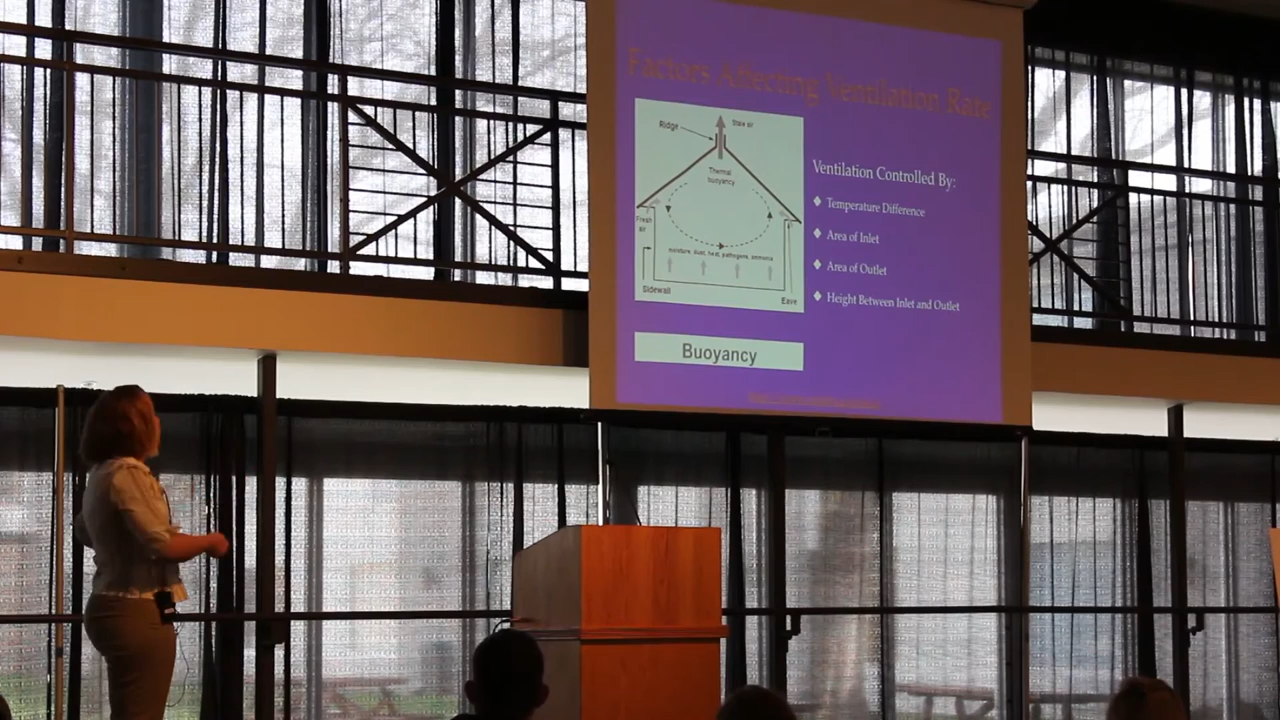 Factors Affecting Ventilation Rate
Ridge
Stale air
Thermal
buoyancy
Fresh
air
moisture, dust, heat, pathogens, ammonia
Sidewall
Eave
Buoyancy
Ventilation Controlled By:
Temperature Difference
Area of Inlet
Area of Outlet
Height Between Inlet and Outlet